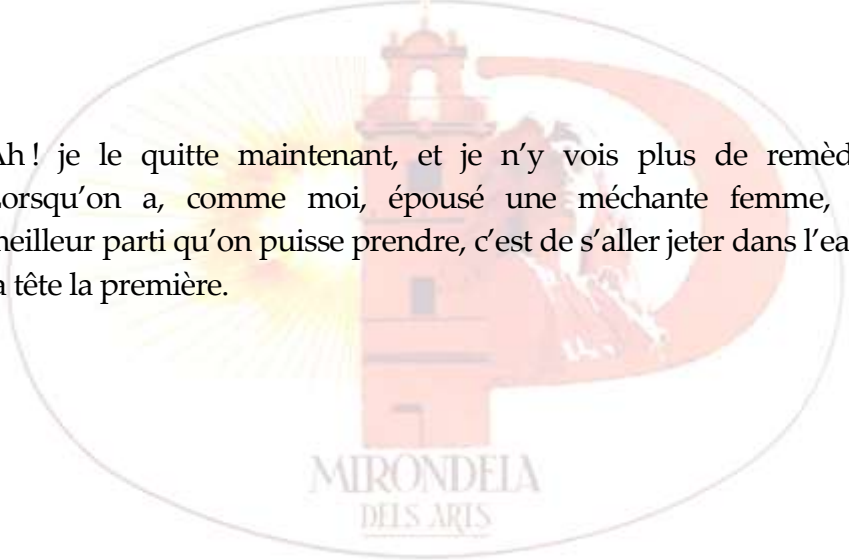 Ah ! je le quitte maintenant, et je n’y vois plus de remèd
Lorsqu’on a, comme moi, épousé une méchante femme,
meilleur parti qu’on puisse prendre, c’est de s’aller jeter dans l’ea
la tête la première.
MIRONDELA
DELS ARTS